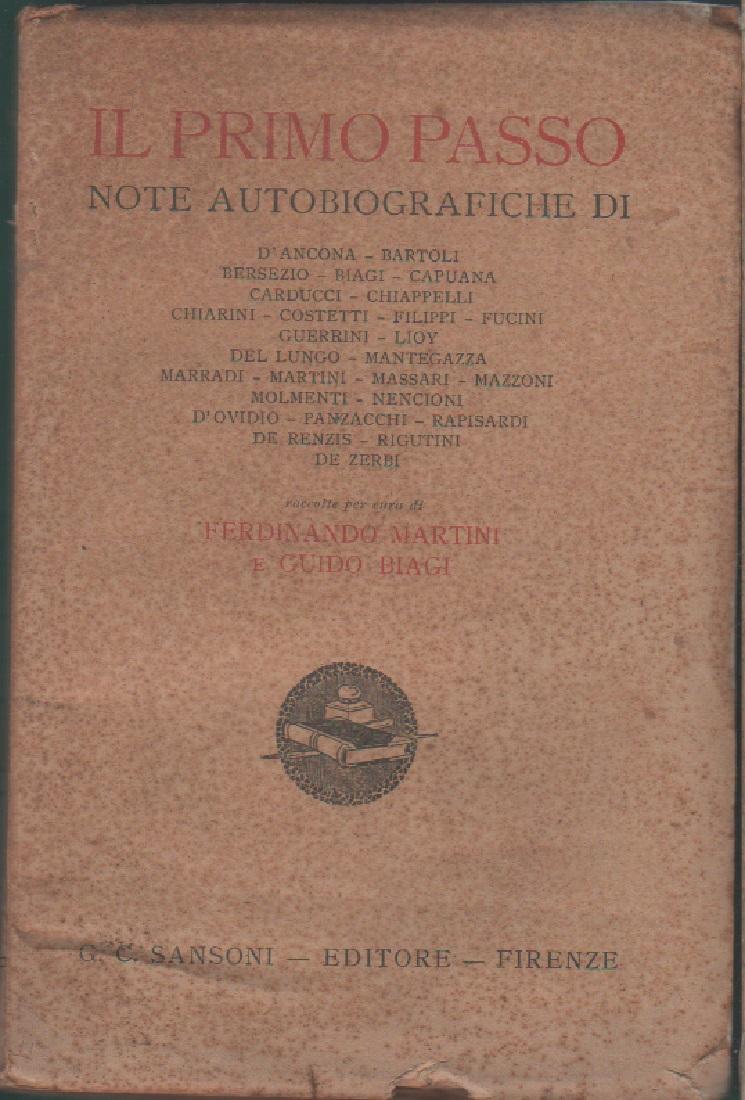 IL PRIMO PASSO
NOTE AUTOBIOGRAFICHE DI
D'ANCONA - BARTOLI
BERSEZIO - BIAGI - CAPUANA
CARDUCCI - CHIAPPELLI
CHIARINI - COSTETTI - FILIPPI - FUCINI
GUERRINI - LIOY
DEL LUNGO - MANTEGAZZA
MARRADI - MARTINI - MASSARI - MAZZONI
MOLMENTI - NENCIONI
D'OVIDIO - PANZACCHI - RAPISARDI
DE RENZIS - RIGUTINI
DE ZERBI
raccolte per cura di
FERDINANDO MARTINI
E GUIDO BIAGI
G. C. SANSONI — EDITORE — FIRENZE